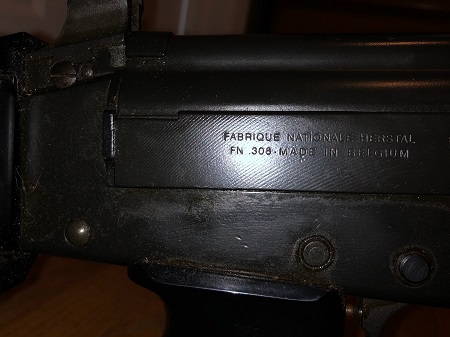 FABRIQUE NATIONALE HERSTAL
FN .308-MADE IN BELGIUM